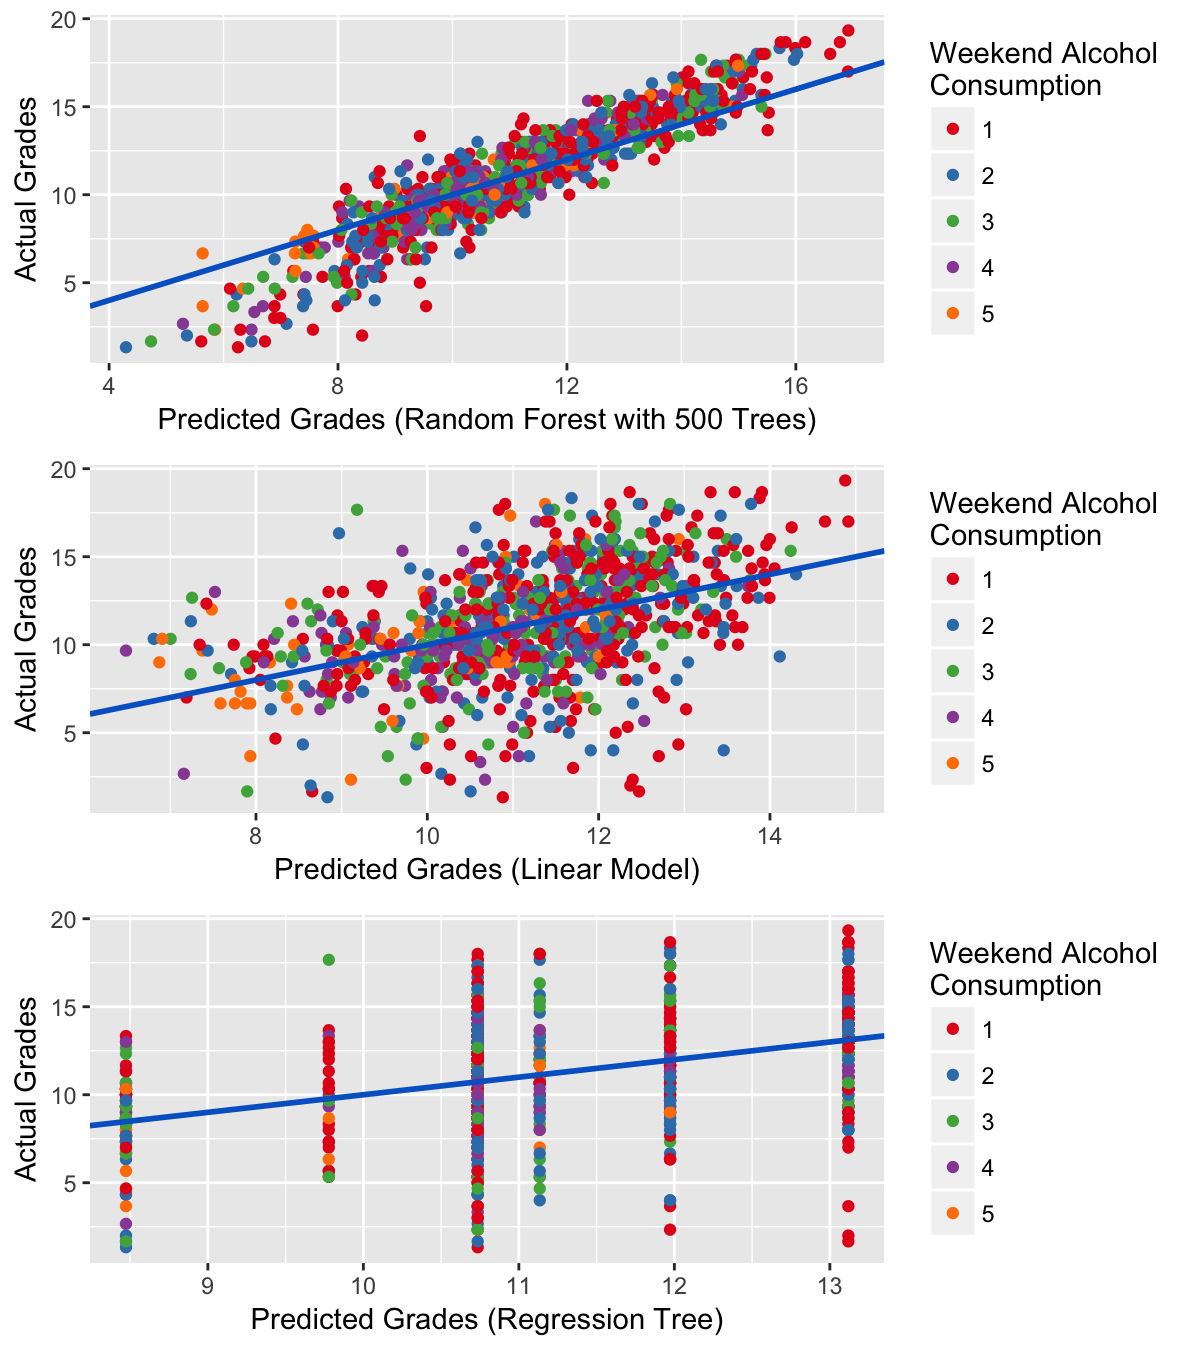 20
15
10
5
Actual Grades
4 8 12 16
Predicted Grades (Random Forest with 500 Trees)
Weekend Alcohol
Consumption
1
2
3
4
5
20
15
10
5
Actual Grades
8 10 12 14
Predicted Grades (Linear Model)
Weekend Alcohol
Consumption
1
2
3
4
5
20
15
10
5
Actual Grades
9 10 11 12 13
Predicted Grades (Regression Tree)
Weekend Alcohol
Consumption
1
2
3
4
5